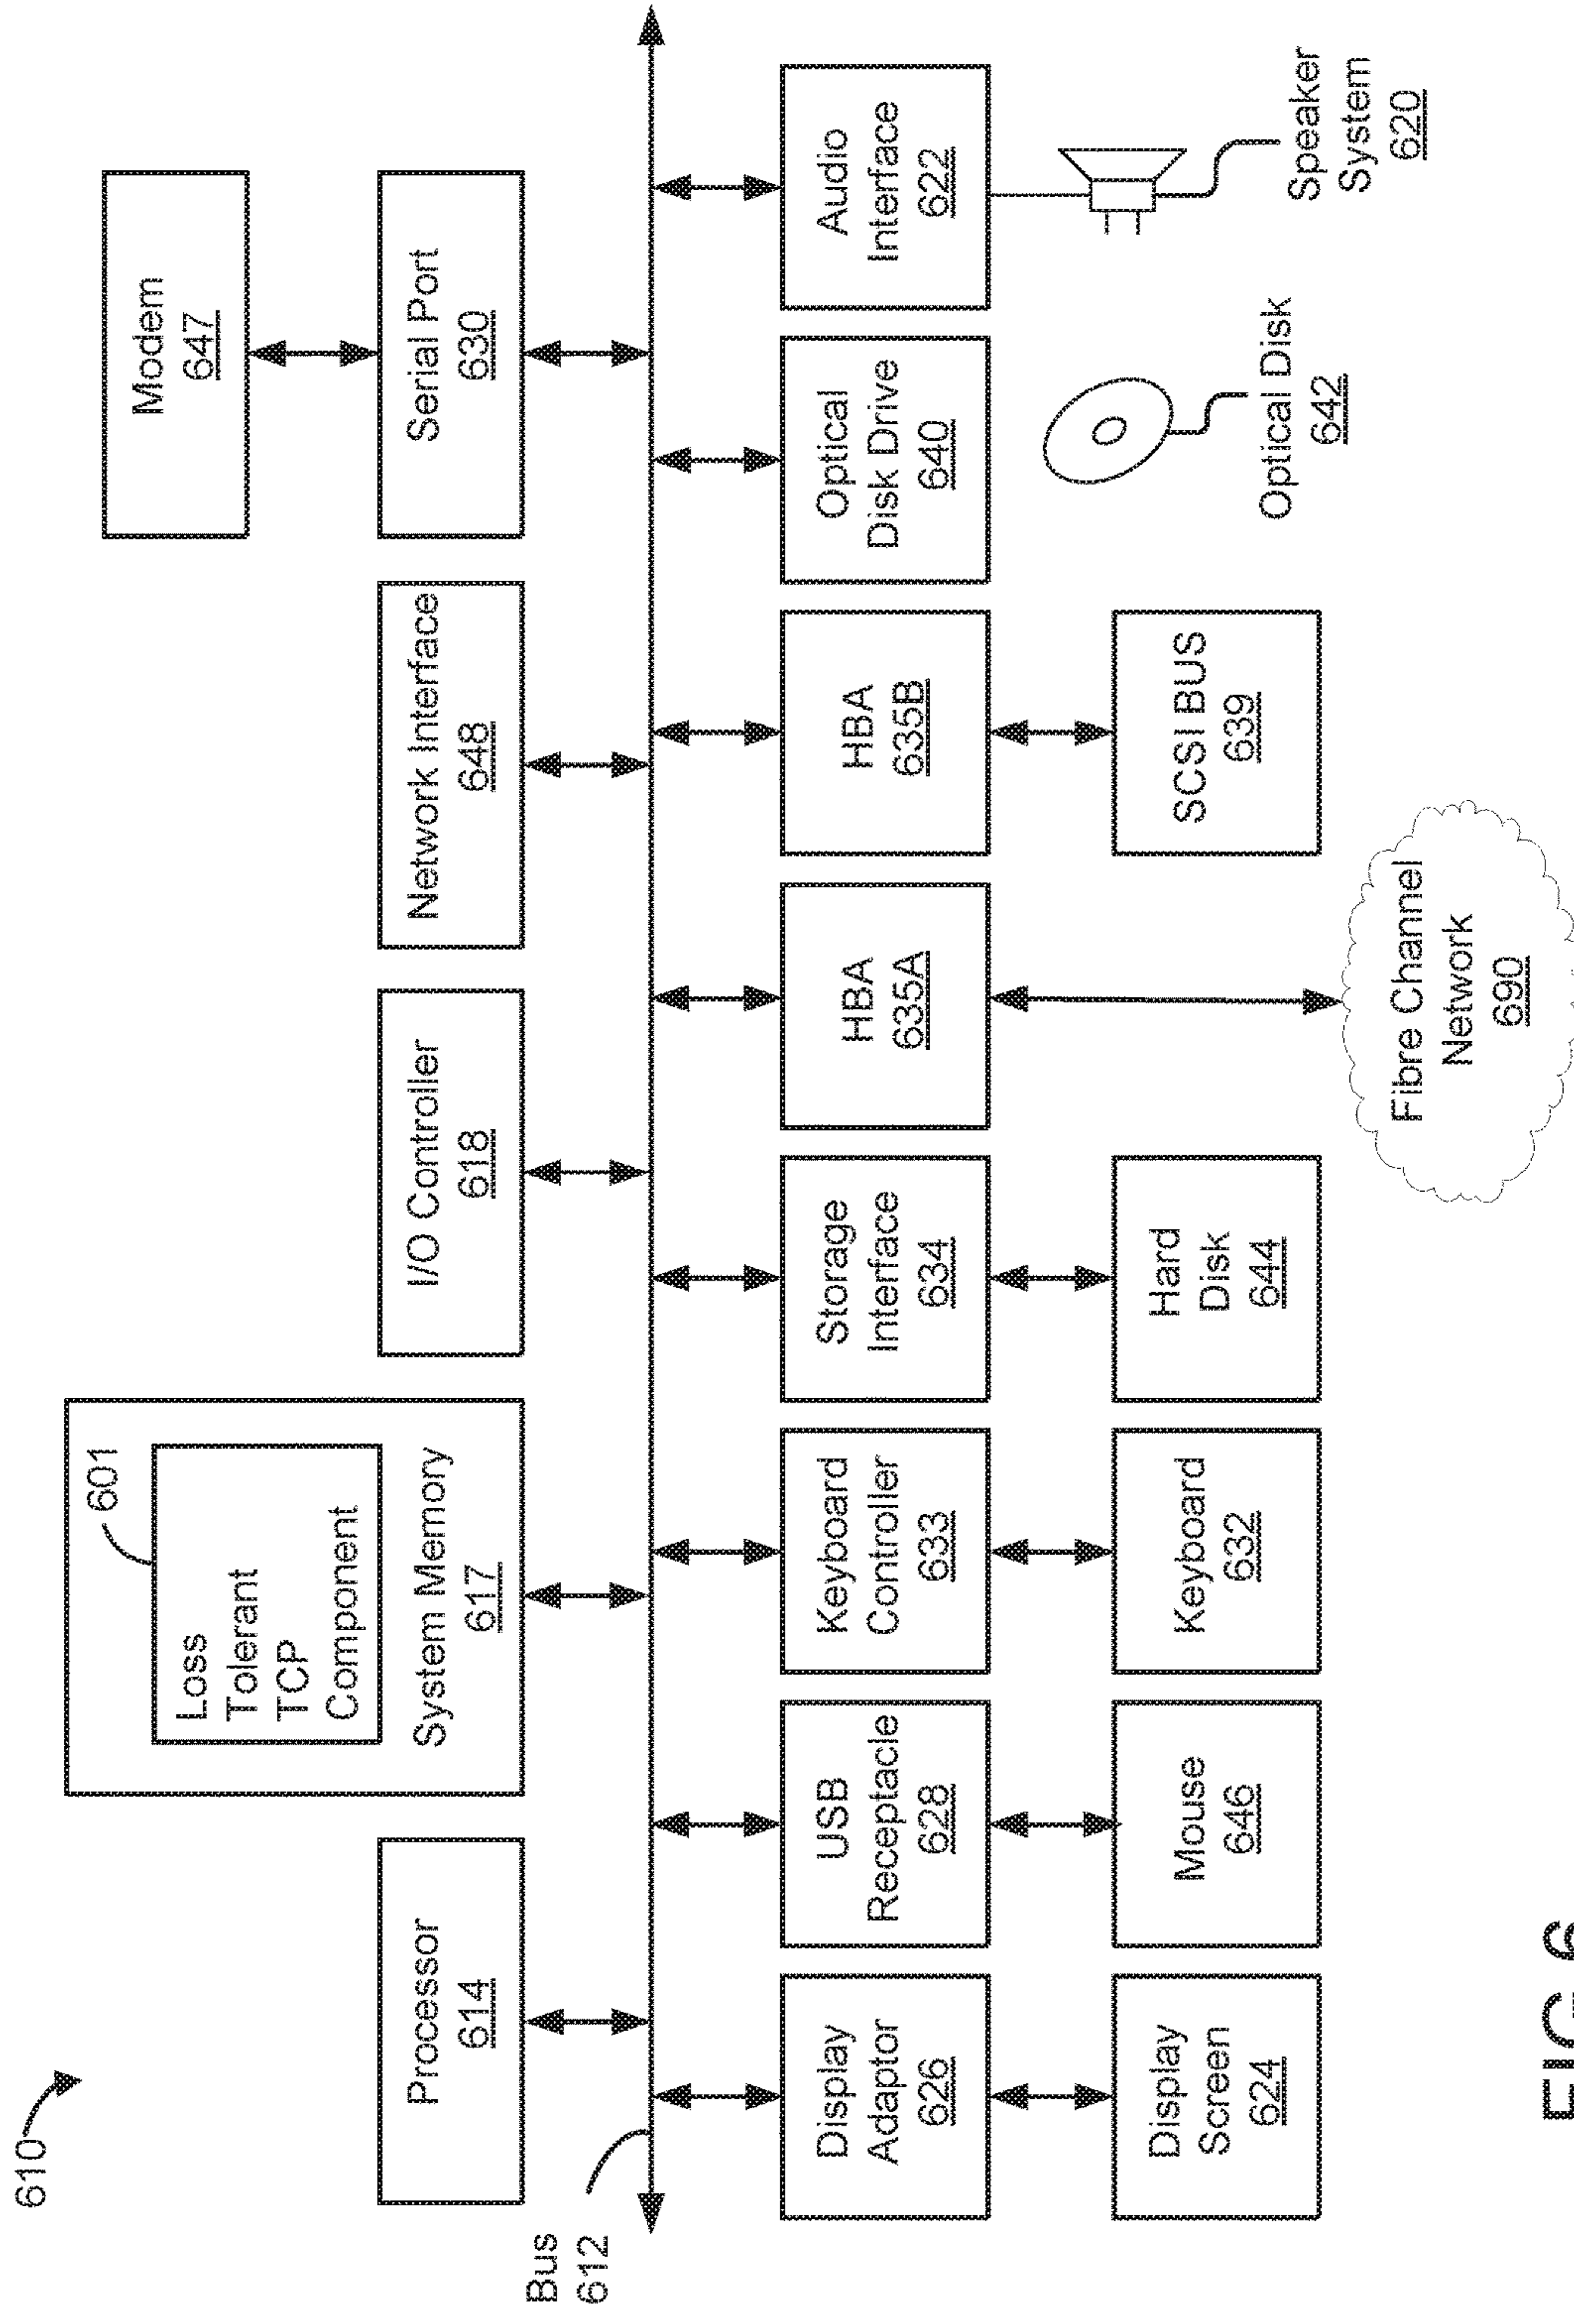 610
Modem
647
Loss
Tolerant
TCP
Component
601
System Memory
617
Processor
614
I/O Controller
618
Network Interface
648
Serial Port
630
Bus
612
Display
Adaptor
626
USB
Receptacle
628
Keyboard
Controller
633
Storage
Interface
634
HBA
635A
HBA
635B
Optical
Disk Drive
640
Audio
Interface
622
Display
Screen
624
Mouse
646
Keyboard
632
Hard
Disk
644
SCSI BUS
639
Optical Disk
642
Speaker
System
620
Fibre Channel
Network
690
FIG. 6